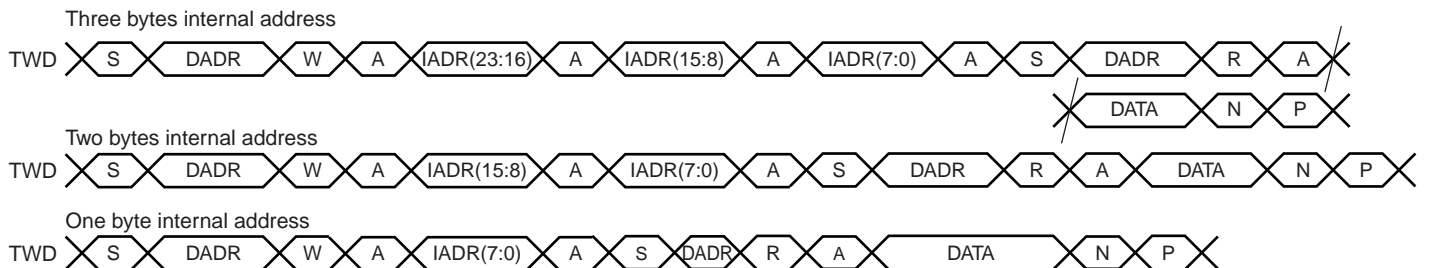 Three bytes internal address
TWD S DADR W A IADR(23:16) A IADR(15:8) A IADR(7:0) A S DADR R A
DATA N P
Two bytes internal address
TWD S DADR W A IADR(15:8) A IADR(7:0) A S DADR R A DATA N P
One byte internal address
TWD S DADR W A IADR(7:0) A S DADR R A DATA N P